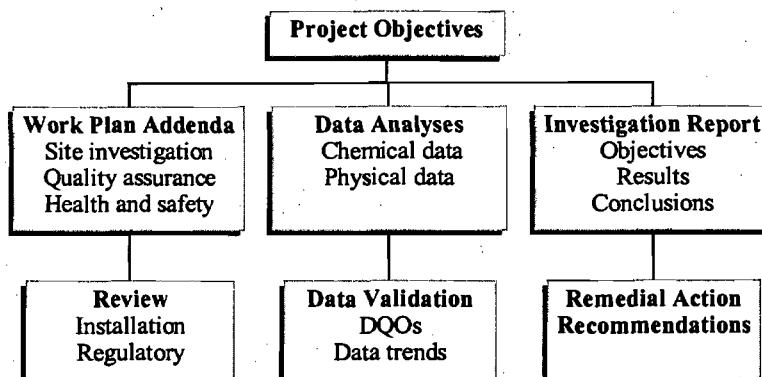 Project Objectives
Work Plan Addenda
Site investigation
Quality assurance
Health and safety
Data Analyses
Chemical data
Physical data
Investigation Report
Objectives
Results
Conclusions
Review
Installation
Regulatory
Data Validation
DQOs
Data trends
Remedial Action
Recommendations